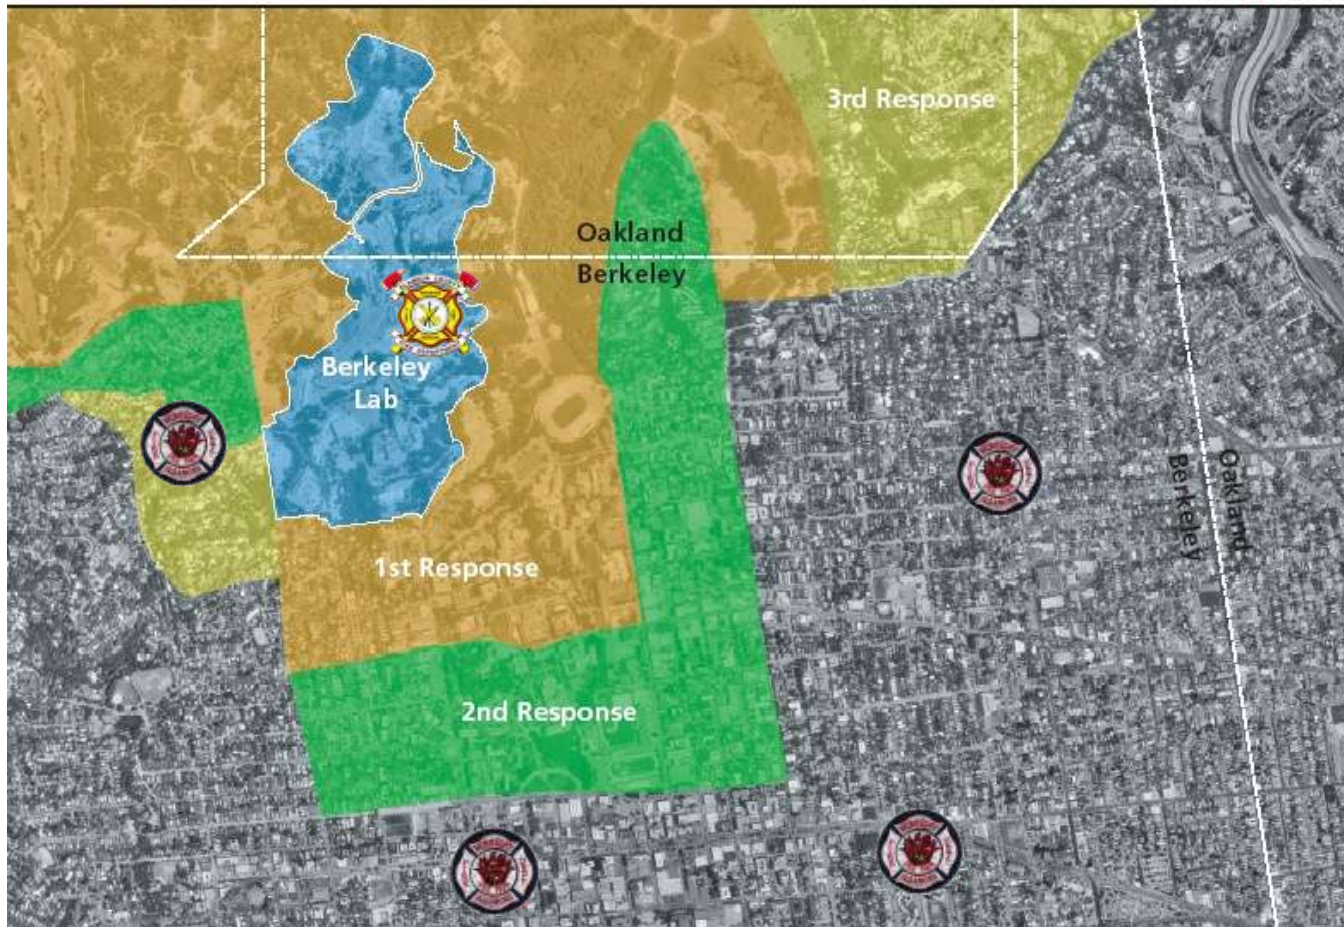 3rd Response
Oakland
Berkeley
Berkeley
Lab
Oakland
Berkeley
1st Response
2nd Response